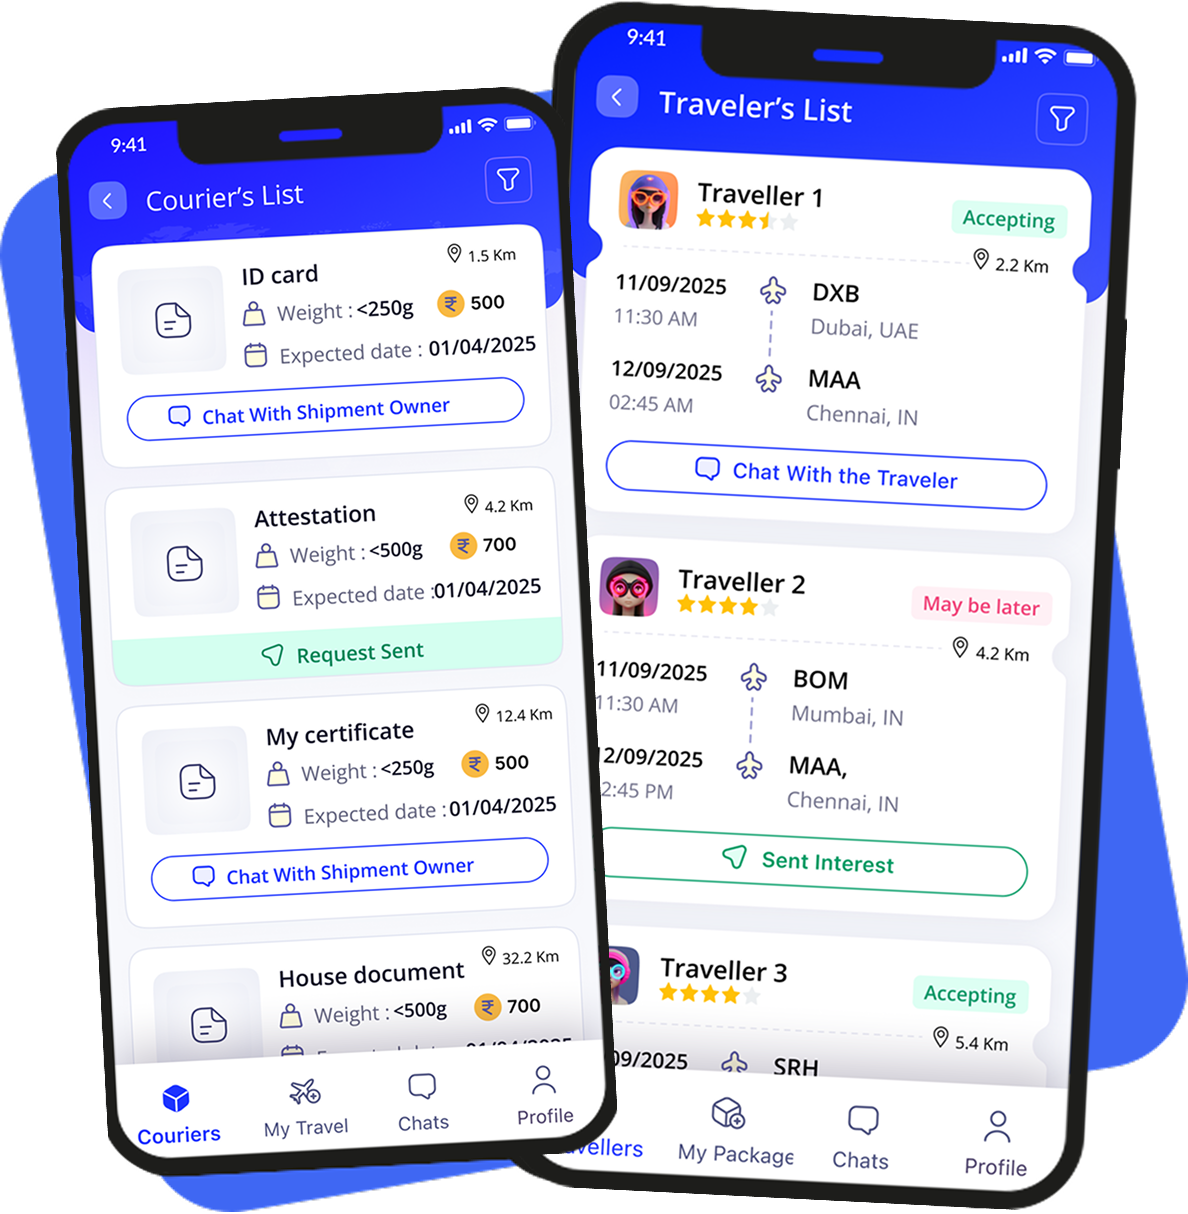 9:41
Courier's List
1.5 Km
ID card
Weight : <250g
500
Expected date : 01/04/2025
Chat With Shipment Owner
4.2 Km
Attestation
Weight : <500g
700
Expected date :01/04/2025
Request Sent
12.4 Km
My certificate
Weight : <250g
500
Expected date :01/04/2025
Chat With Shipment Owner
32.2 Km
House document
Weight : <500g
700
Couriers
My Travel
Chats
Profile
9:41
Traveler's List
Traveller 1
Accepting
2.2 Km
11/09/2025
DXB
11:30 AM
Dubai, UAE
12/09/2025
MAA
02:45 AM
Chennai, IN
Chat With the Traveler
Traveller 2
May be later
4.2 Km
11/09/2025
BOM
11:30 AM
Mumbai, IN
2/09/2025
MAA,
2:45 PM
Chennai, IN
Sent Interest
Traveller 3
Accepting
5.4 Km
09/2025
SRH
avellers
My Package
Chats
Profile